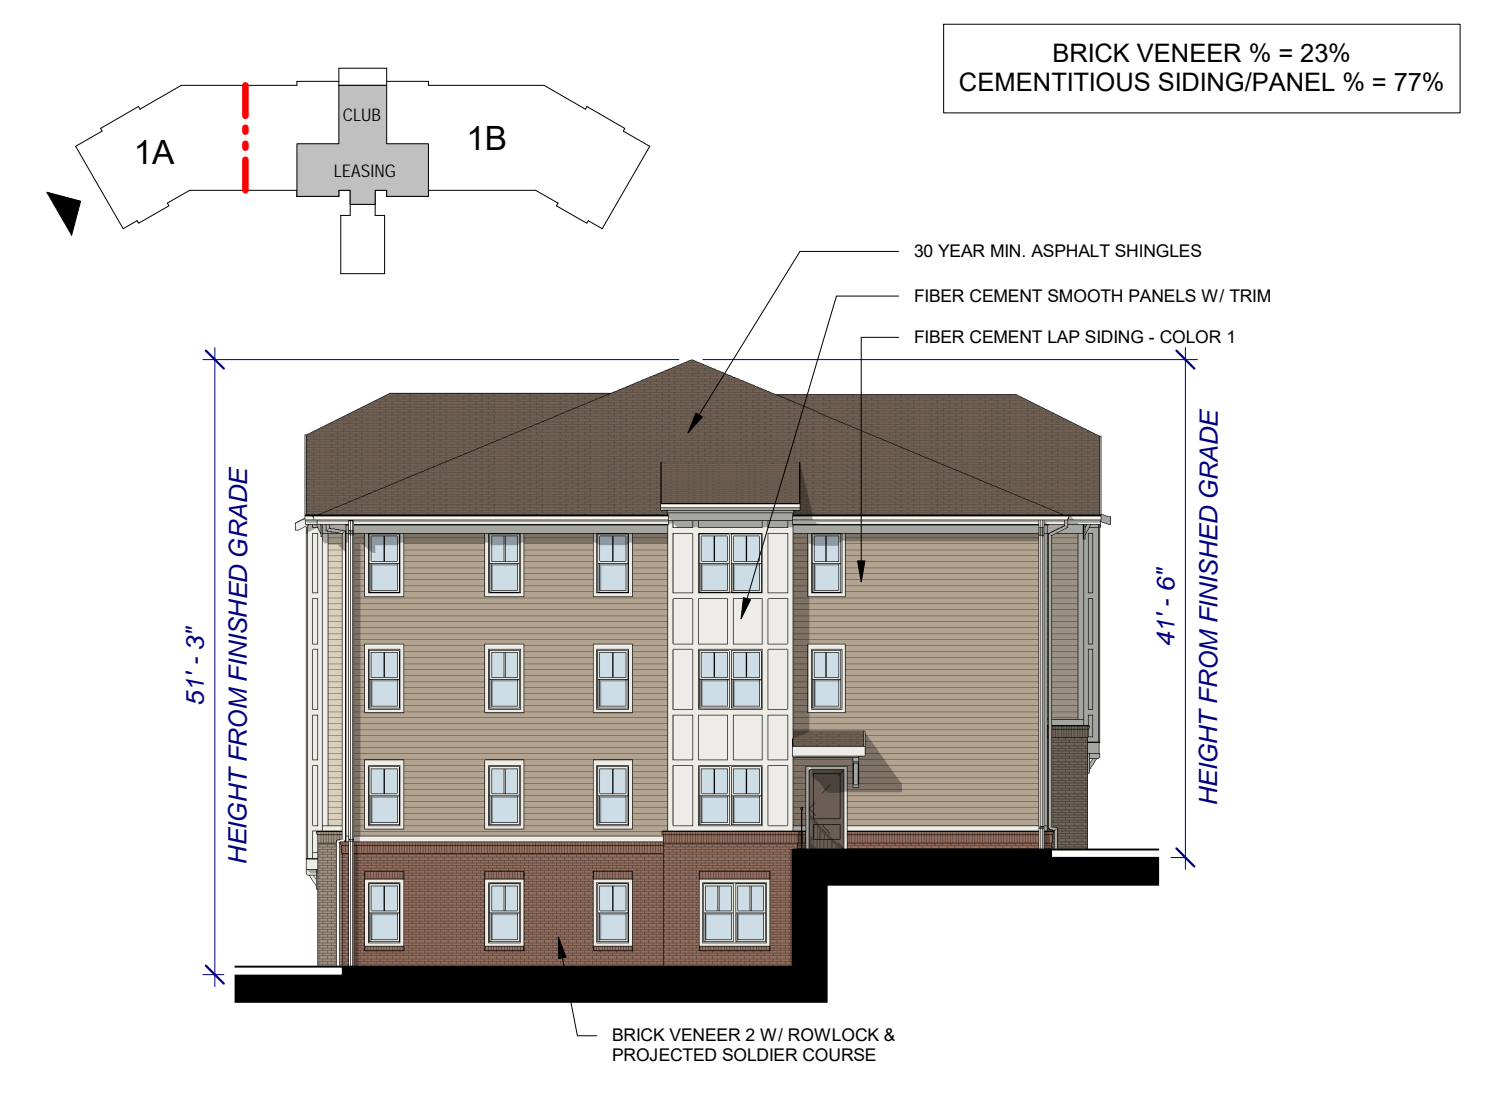 BRICK VENEER % = 23%
CEMENTITIOUS SIDING/PANEL % = 77%
CLUB
1A
1B
LEASING
30 YEAR MIN. ASPHALT SHINGLES
FIBER CEMENT SMOOTH PANELS W/ TRIM
FIBER CEMENT LAP SIDING - COLOR 1
51' - 3"
HEIGHT FROM FINISHED GRADE
41' - 6"
HEIGHT FROM FINISHED GRADE
BRICK VENEER 2 W/ ROWLOCK &
PROJECTED SOLDIER COURSE